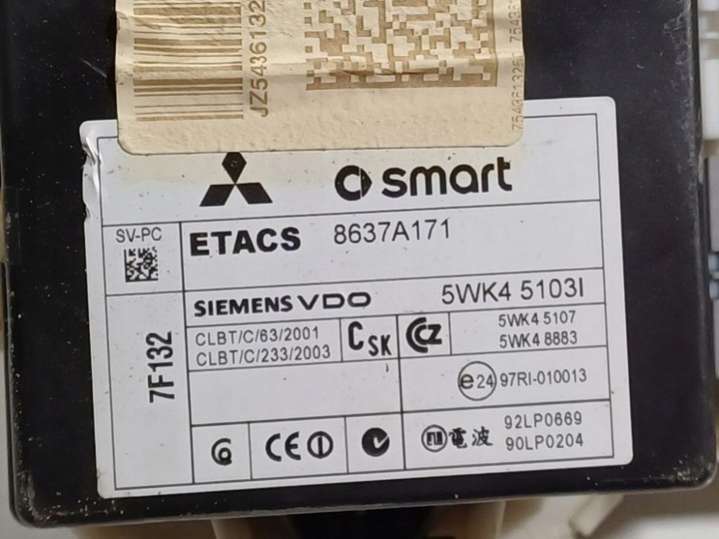 JZ5436132
smart
SV-PC
ETACS 8637A171
SIEMENS VDO 5WK4 5103I
7F132
CLBT/C/63/2001
CLBT/C/233/2003
CSK
CZ
5WK4 5107
5WK4 8883
e24 97RI-010013
CE
電波
92LP0669
90LP0204